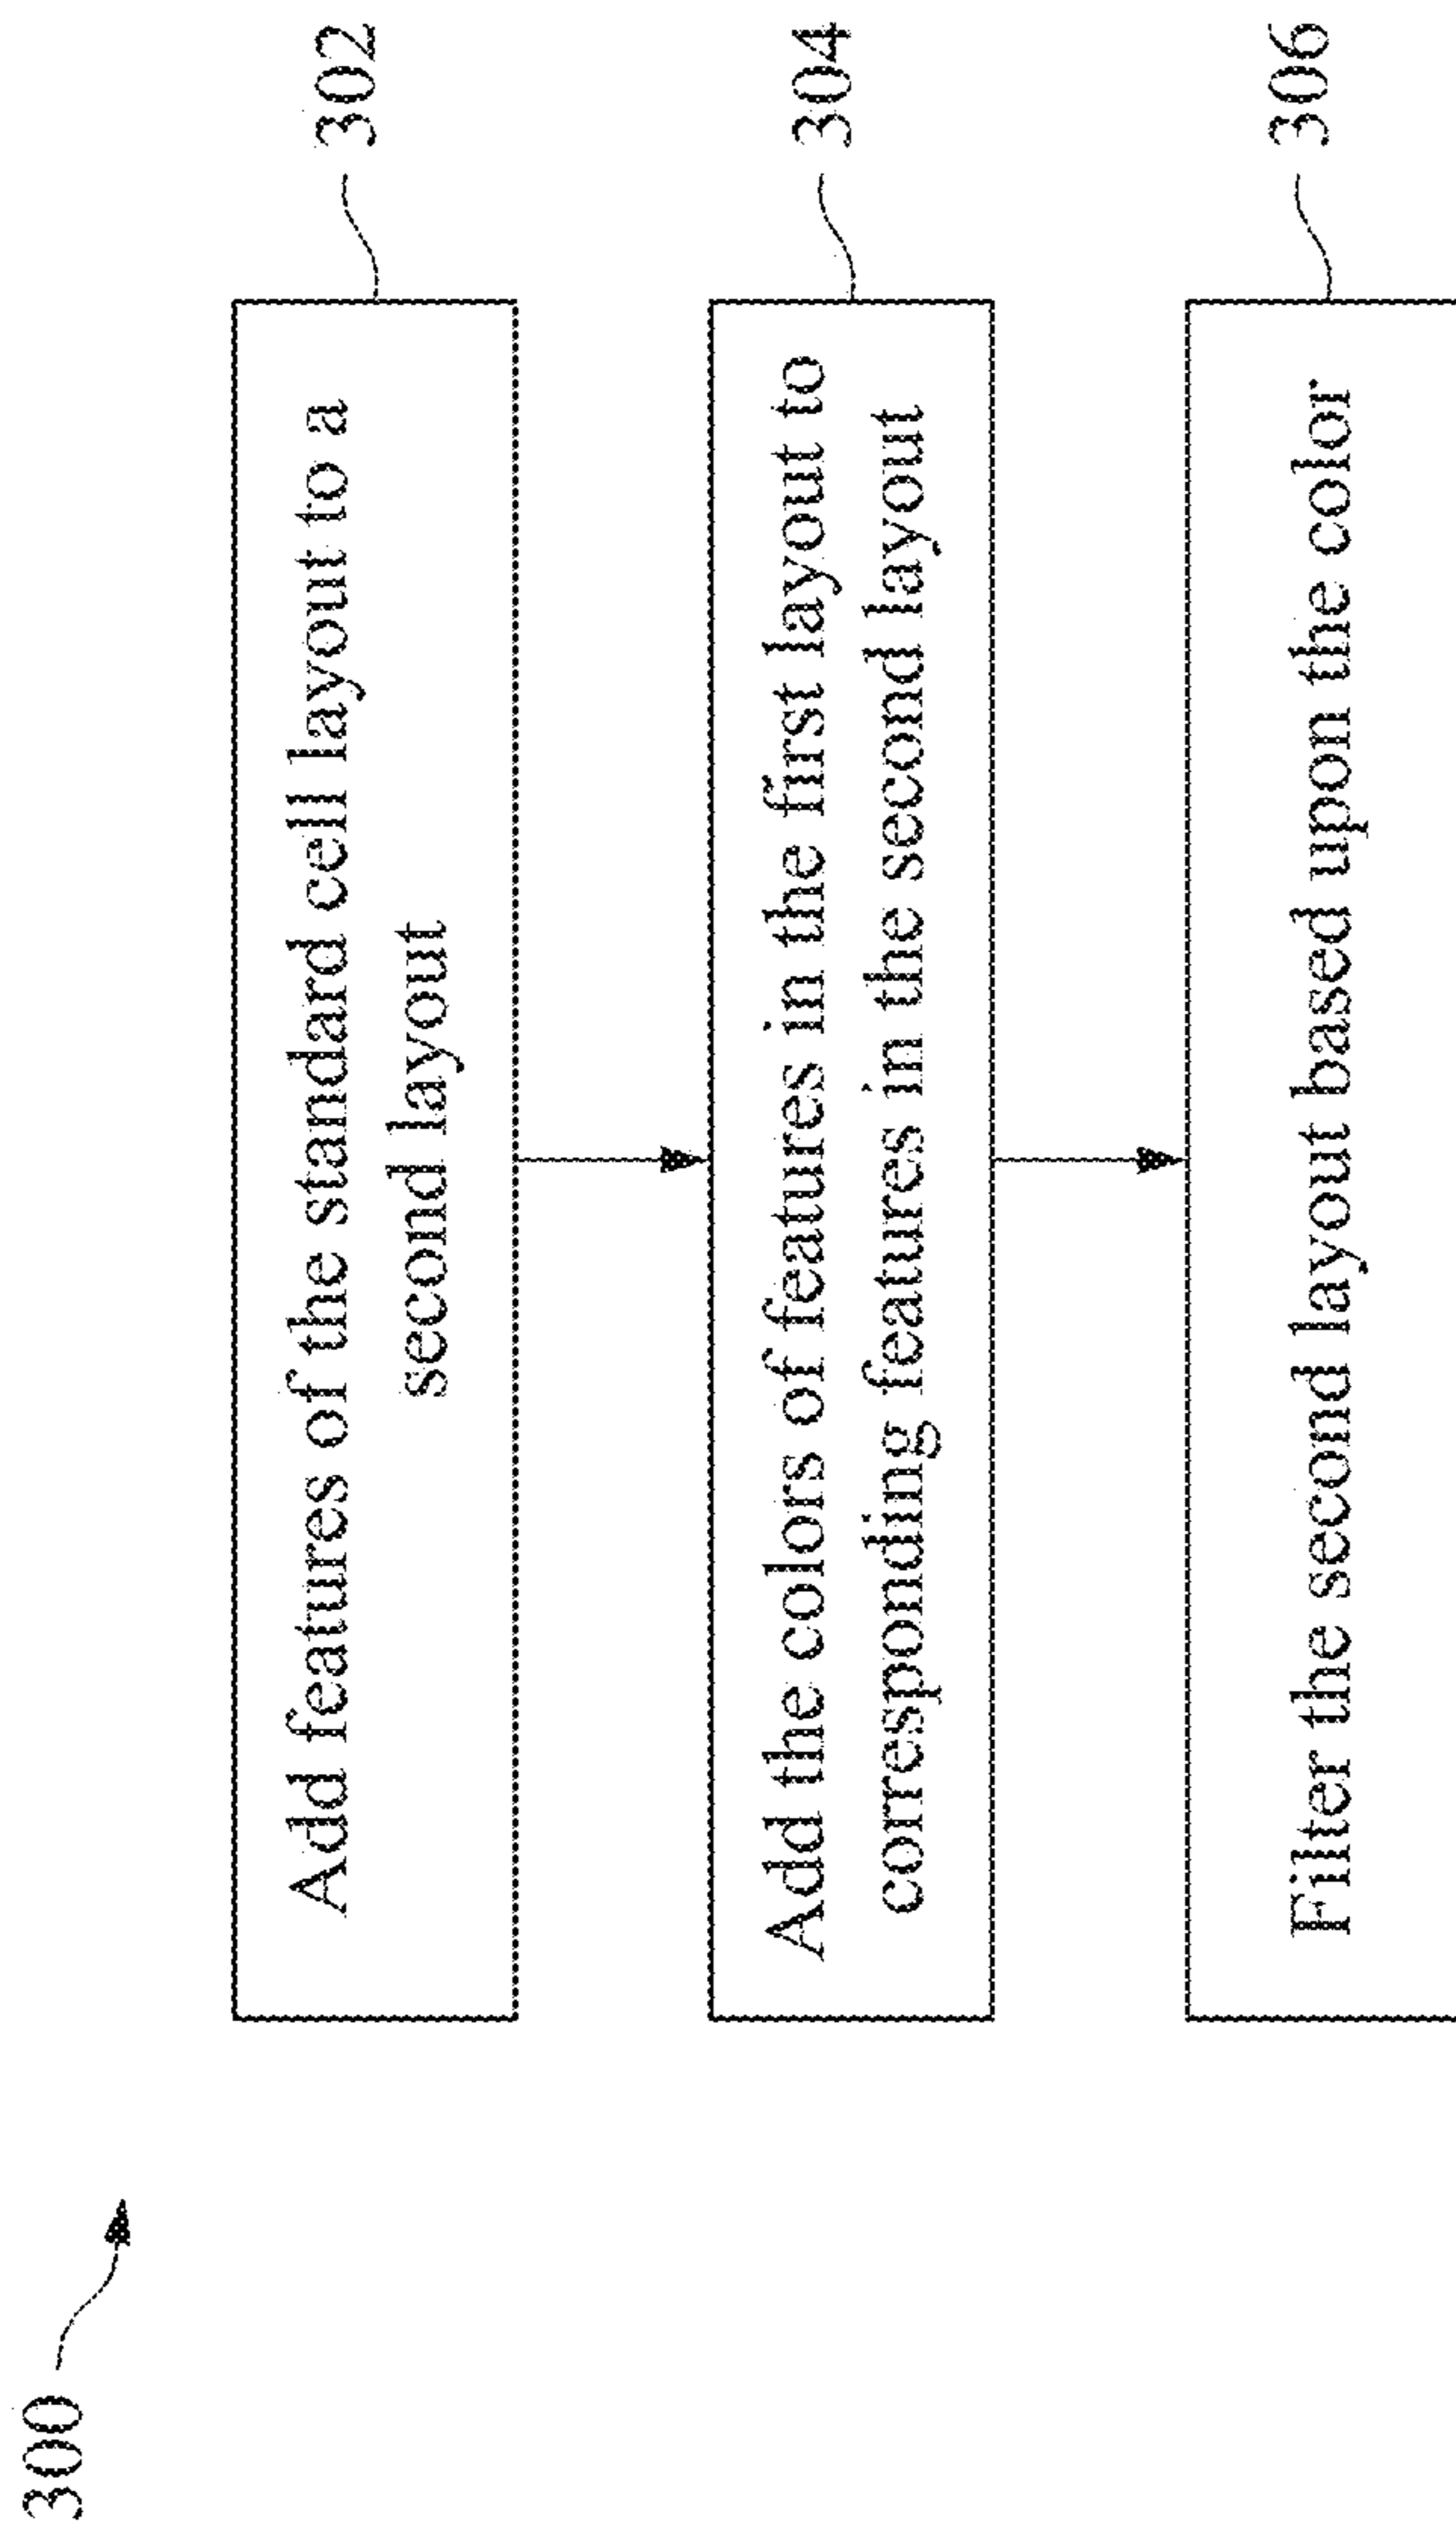 300
Add features of the standard cell layout to a
second layout
302
Add the colors of features in the first layout to
corresponding features in the second layout
304
Filter the second layout based upon the color
306